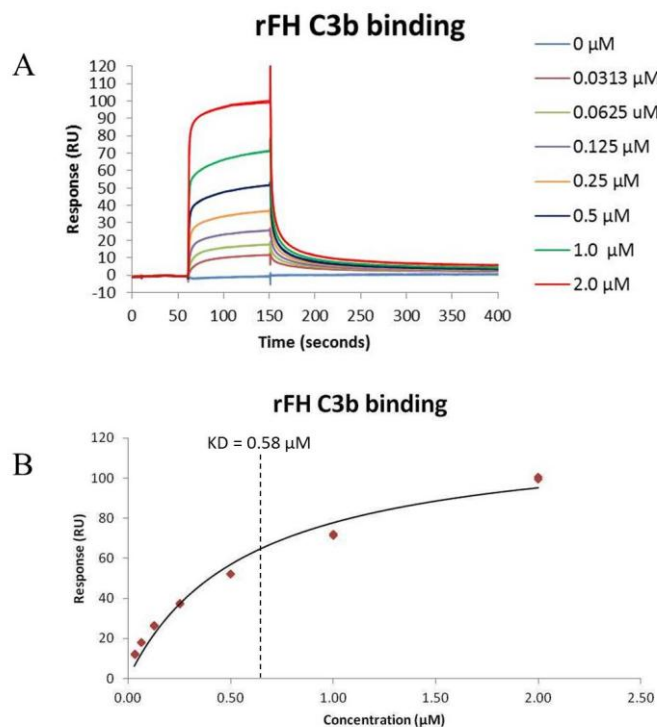 rFH C3b binding
A
Response (RU)
120
100
90
80
70
60
50
40
30
20
10
0
-10
0 50 100 150 200 250 300 350 400
Time (seconds)
0 µM
0.0313 µM
0.0625 uM
0.125 µM
0.25 µM
0.5 µM
1.0 µM
2.0 µM
rFH C3b binding
B
KD = 0.58 µM
Response (RU)
120
100
80
60
40
20
0
0.00 0.50 1.00 1.50 2.00 2.50
Concentration (µM)